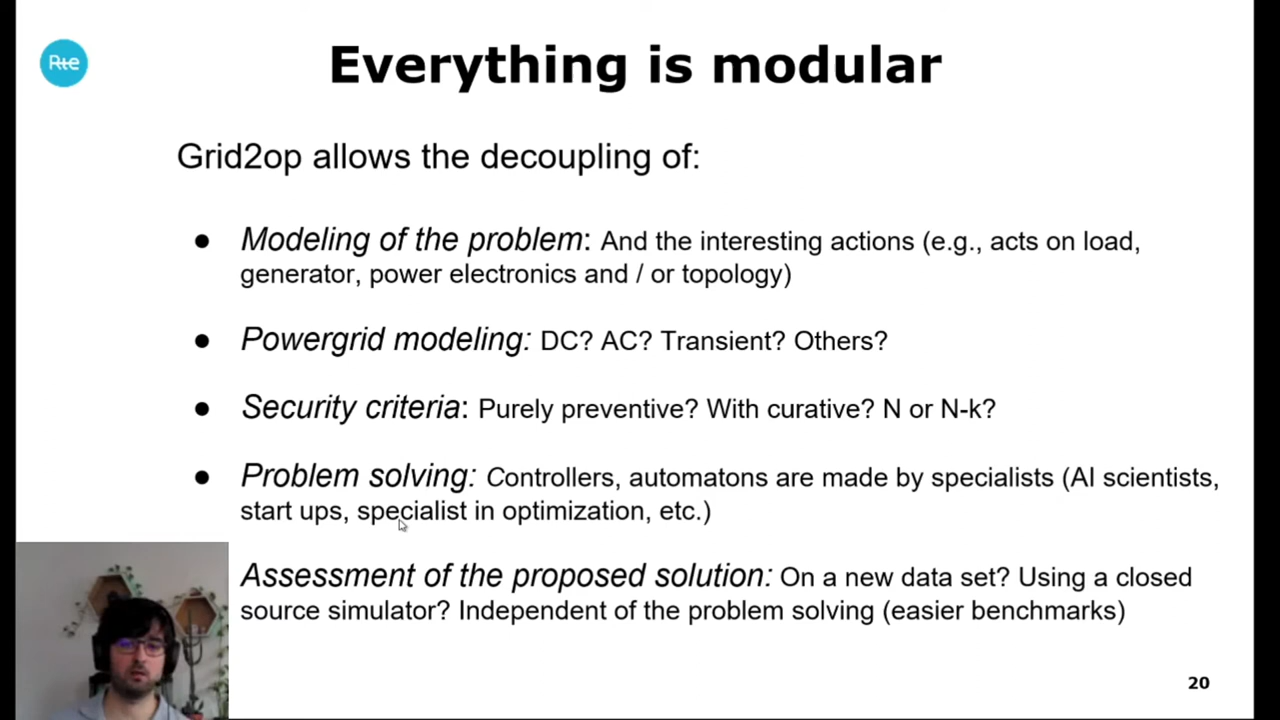 Rte
Everything is modular
Grid2op allows the decoupling of:
● Modeling of the problem: And the interesting actions (e.g., acts on load,
generator, power electronics and / or topology)
● Powergrid modeling: DC? AC? Transient? Others?
● Security criteria: Purely preventive? With curative? N or N-k?
● Problem solving: Controllers, automatons are made by specialists (AI scientists,
start ups, specialist in optimization, etc.)
Assessment of the proposed solution: On a new data set? Using a closed
source simulator? Independent of the problem solving (easier benchmarks)
20